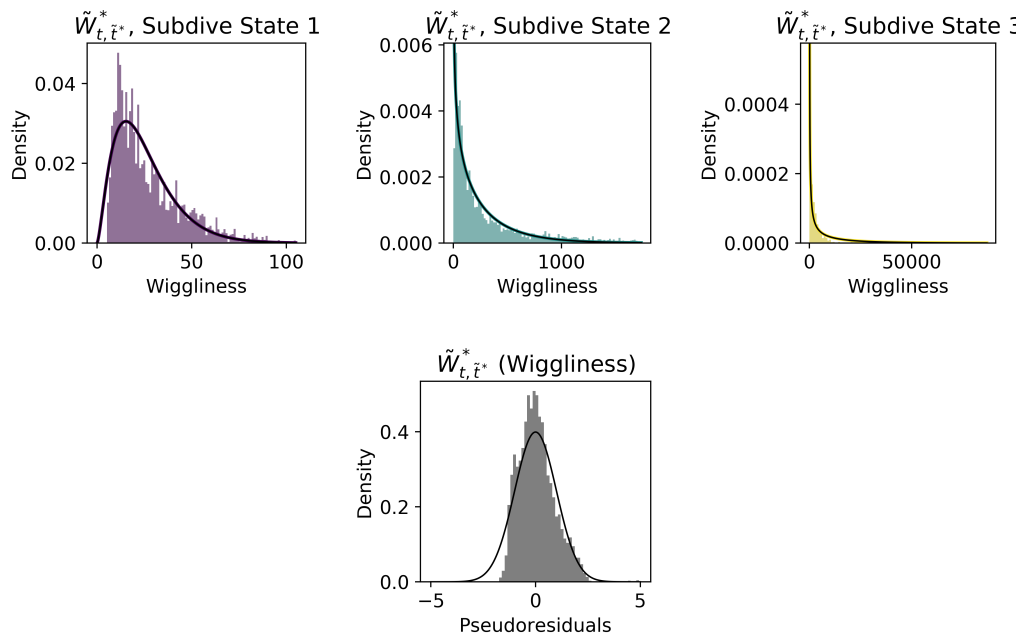 W̃*t,t̃*, Subdive State 1
0.04
0.02
0.00
Density
0
50
100
Wiggliness
W̃*t,t̃*, Subdive State 2
0.006
0.004
0.002
0.000
Density
0
1000
Wiggliness
W̃*t,t̃*, Subdive State 3
0.0004
0.0002
0.0000
Density
0
50000
Wiggliness
W̃*t,t̃* (Wiggliness)
0.4
0.2
0.0
Density
−5
0
5
Pseudoresiduals